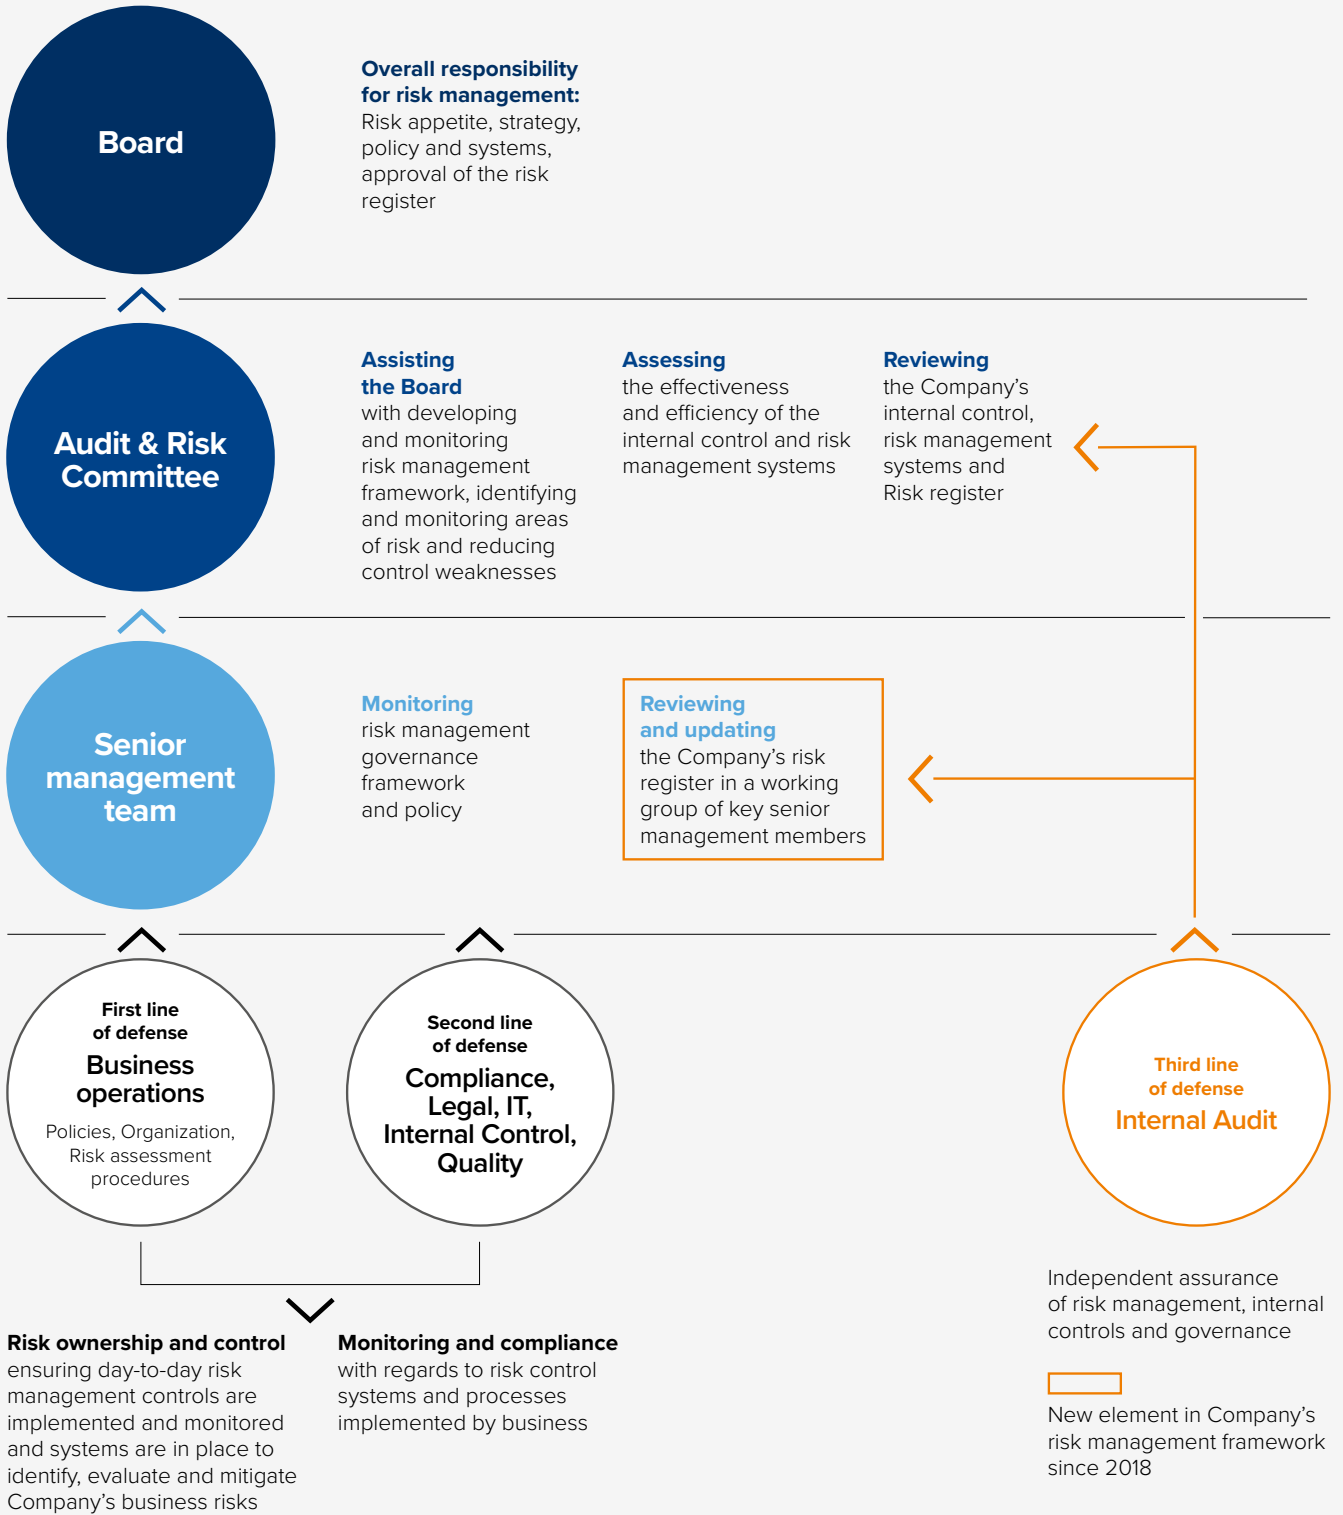 Board
Overall responsibility
for risk management:
Risk appetite, strategy,
policy and systems,
approval of the risk
register
Audit & Risk
Committee
Assisting
the Board
with developing
and monitoring
risk management
framework, identifying
and monitoring areas
of risk and reducing
control weaknesses
Assessing
the effectiveness
and efficiency of the
internal control and risk
management systems
Reviewing
the Company’s
internal control,
risk management
systems and
Risk register
Senior
management
team
Monitoring
risk management
governance
framework
and policy
Reviewing
and updating
the Company’s risk
register in a working
group of key senior
management members
First line
of defense
Business
operations
Policies, Organization,
Risk assessment
procedures
Second line
of defense
Compliance,
Legal, IT,
Internal Control,
Quality
Third line
of defense
Internal Audit
Risk ownership and control
ensuring day-to-day risk
management controls are
implemented and monitored
and systems are in place to
identify, evaluate and mitigate
Company’s business risks
Monitoring and compliance
with regards to risk control
systems and processes
implemented by business
Independent assurance
of risk management, internal
controls and governance
New element in Company’s
risk management framework
since 2018